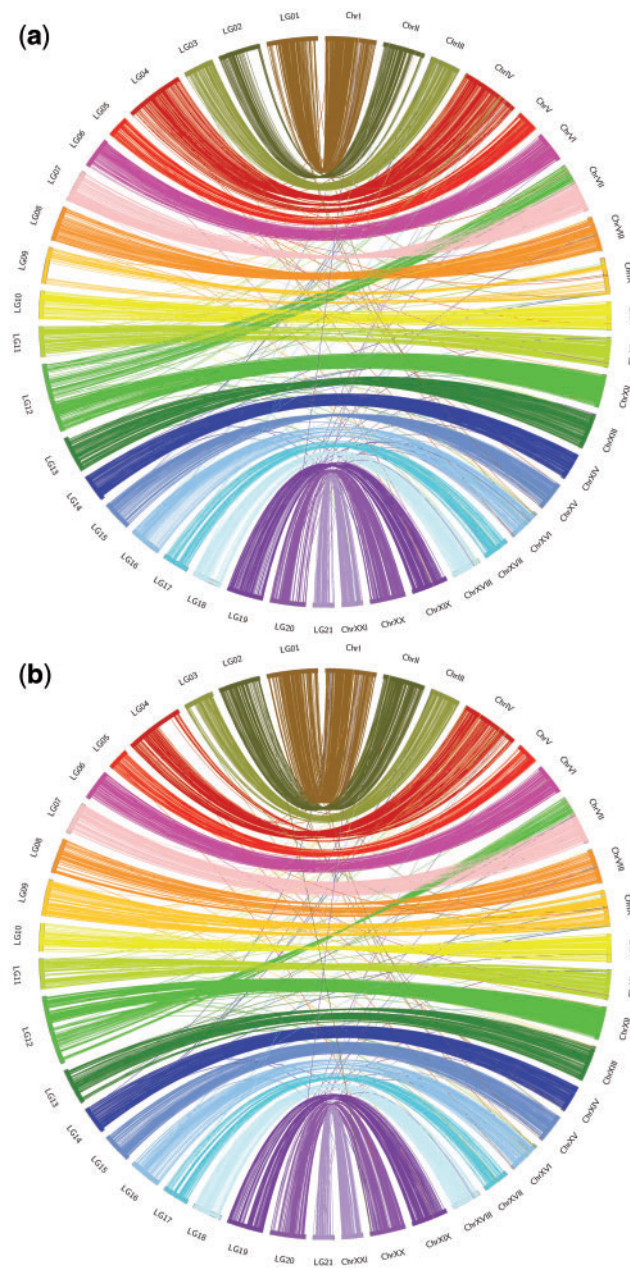 (a)
LG01
ChrI
LG02
ChrII
LG03
ChrIII
LG04
ChrIV
LG05
ChrV
LG06
ChrVI
LG07
ChrVII
LG08
ChrVIII
LG09
LG10
LG11
LG12
ChrXII
LG13
ChrXIII
LG14
ChrXIV
LG15
ChrXV
LG16
ChrXVI
LG17
ChrXVII
LG18
ChrXVIII
LG19
ChrXIX
LG20
ChrXX
LG21
ChrXXI
(b)
LG01
ChrI
LG02
ChrII
LG03
ChrIII
LG04
ChrIV
LG05
ChrV
LG06
ChrVI
LG07
ChrVII
LG08
ChrVIII
LG09
LG10
LG11
LG12
ChrXII
LG13
ChrXIII
LG14
ChrXIV
LG15
ChrXV
LG16
ChrXVI
LG17
ChrXVII
LG18
ChrXVIII
LG19
ChrXIX
LG20
ChrXX
LG21
ChrXXI